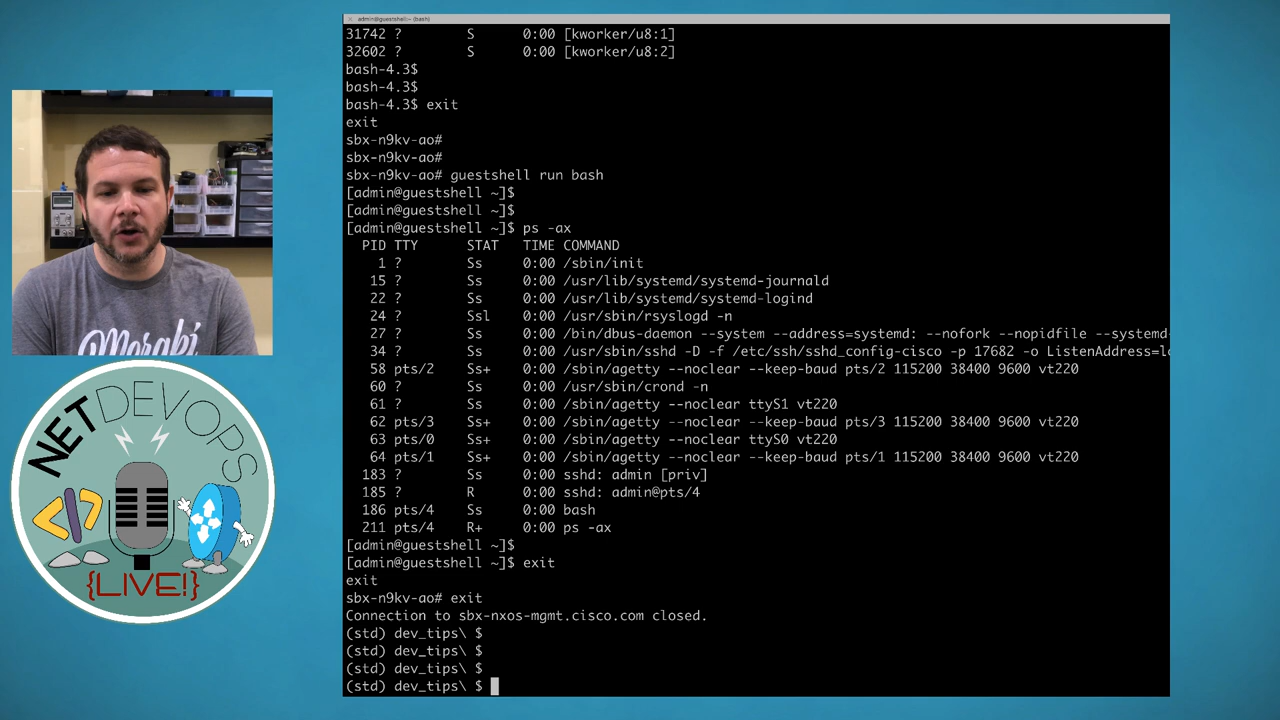 admin@guestshell:~ (bash)
31742 ? S 0:00 [kworker/u8:1]
32602 ? S 0:00 [kworker/u8:2]
bash-4.3$
bash-4.3$
bash-4.3$ exit
exit
sbx-n9kv-ao#
sbx-n9kv-ao#
sbx-n9kv-ao# guestshell run bash
[admin@guestshell ~]$
[admin@guestshell ~]$
[admin@guestshell ~]$ ps -ax
PID TTY STAT TIME COMMAND
1 ? Ss 0:00 /sbin/init
15 ? Ss 0:00 /usr/lib/systemd/systemd-journald
22 ? Ss 0:00 /usr/lib/systemd/systemd-logind
24 ? Ssl 0:00 /usr/sbin/rsyslogd -n
27 ? Ss 0:00 /bin/dbus-daemon --system --address=systemd: --nofork --nopidfile --systemd-
34 ? Ss 0:00 /usr/sbin/sshd -D -f /etc/ssh/sshd_config-cisco -p 17682 -o ListenAddress=lo
58 pts/2 Ss+ 0:00 /sbin/agetty --noclear --keep-baud pts/2 115200 38400 9600 vt220
60 ? Ss 0:00 /usr/sbin/crond -n
61 ? Ss 0:00 /sbin/agetty --noclear ttyS1 vt220
62 pts/3 Ss+ 0:00 /sbin/agetty --noclear --keep-baud pts/3 115200 38400 9600 vt220
63 pts/0 Ss+ 0:00 /sbin/agetty --noclear ttyS0 vt220
64 pts/1 Ss+ 0:00 /sbin/agetty --noclear --keep-baud pts/1 115200 38400 9600 vt220
183 ? Ss 0:00 sshd: admin [priv]
185 ? R 0:00 sshd: admin@pts/4
186 pts/4 Ss 0:00 bash
211 pts/4 R+ 0:00 ps -ax
[admin@guestshell ~]$
[admin@guestshell ~]$ exit
exit
sbx-n9kv-ao# exit
Connection to sbx-nxos-mgmt.cisco.com closed.
(std) dev_tips\ $
(std) dev_tips\ $
(std) dev_tips\ $
(std) dev_tips\ $
Meraki
NETDEVOPS
</>
{LIVE!}